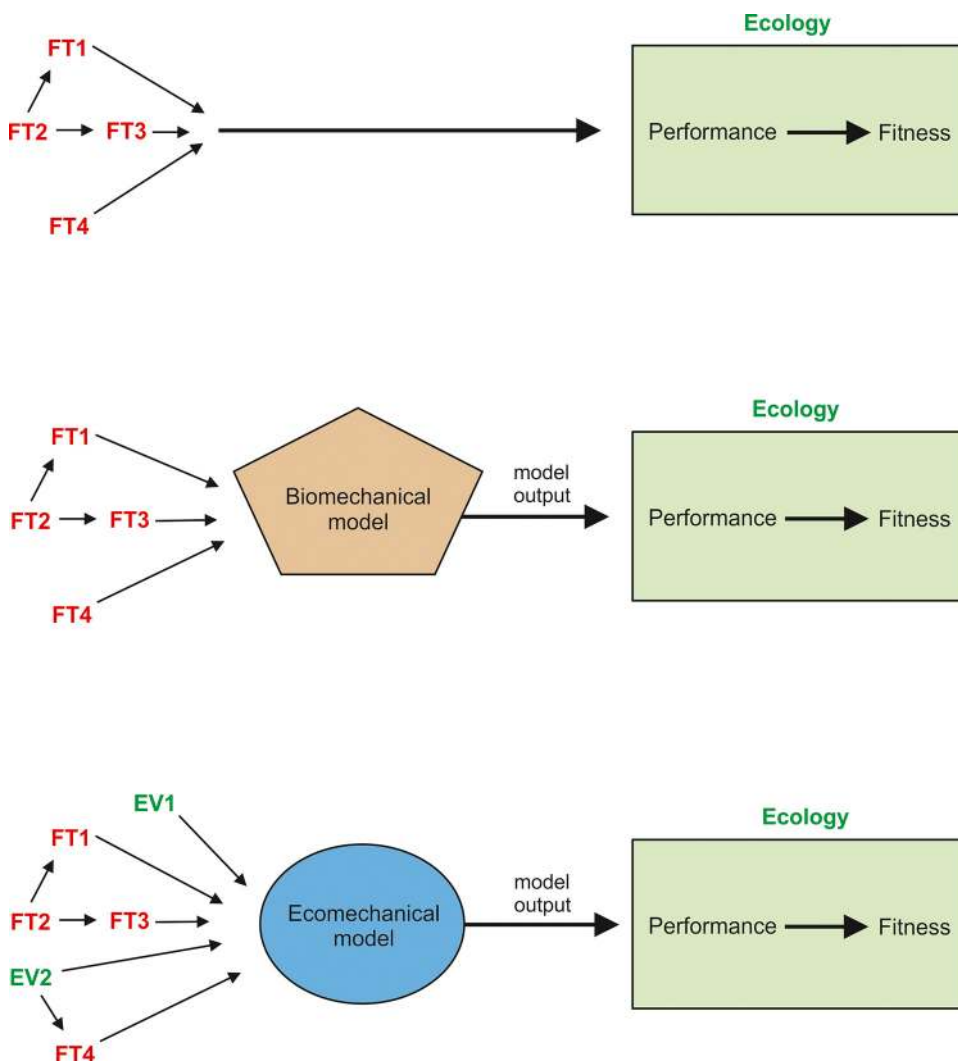 Ecology
FT1
FT2
FT3
FT4
Performance
Fitness
Ecology
FT1
FT2
FT3
FT4
Biomechanical
model
model
output
Performance
Fitness
Ecology
EV1
FT1
FT2
FT3
EV2
FT4
Ecomechanical
model
model
output
Performance
Fitness